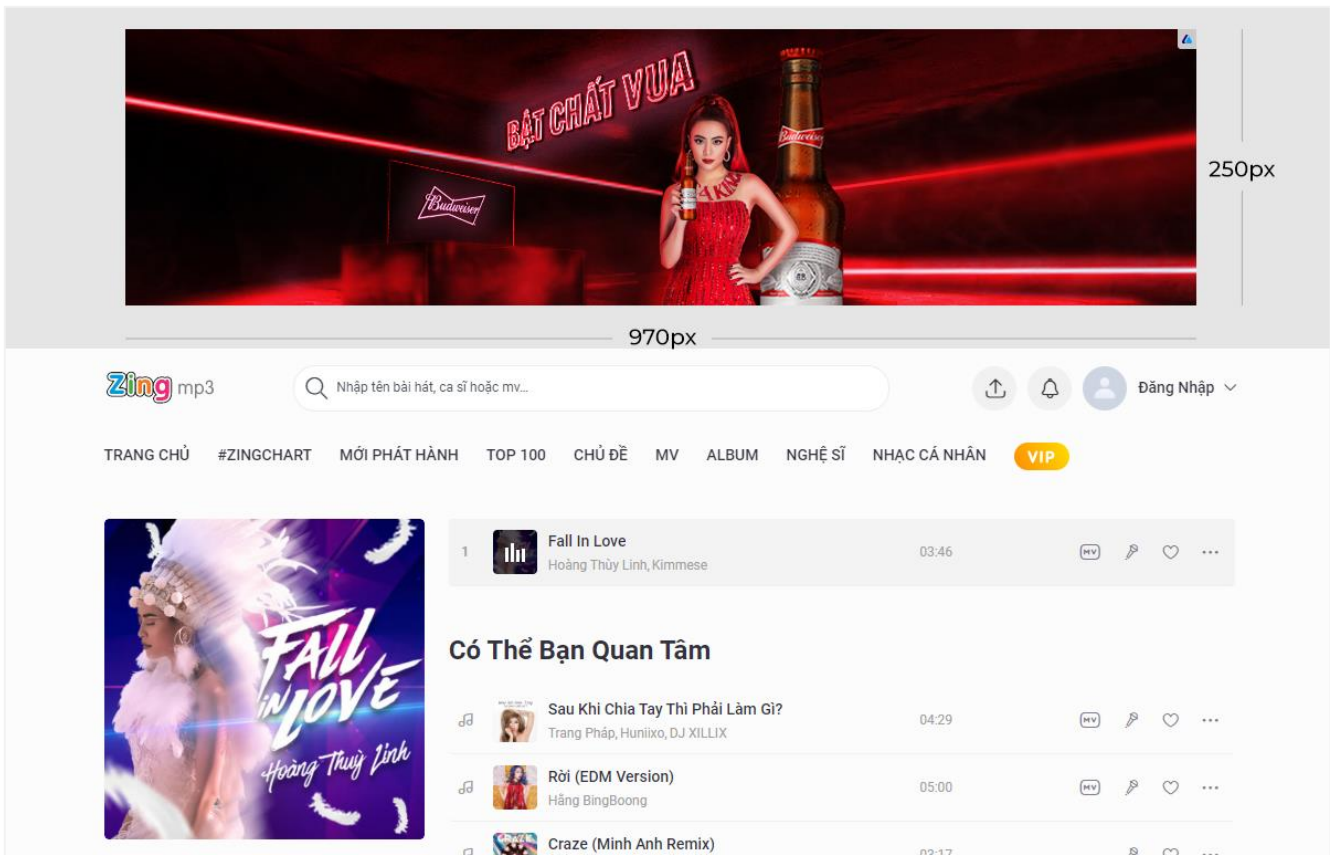 BẬT CHẤT VUA
Budweiser
Budweiser
AKIN
250px
970px
Zing mp3
Nhập tên bài hát, ca sĩ hoặc mv...
Đăng Nhập
TRANG CHỦ #ZINGCHART MỚI PHÁT HÀNH TOP 100 CHỦ ĐỀ MV ALBUM NGHỆ SĨ NHẠC CÁ NHÂN VIP
FALL
IN LOVE
Hoàng Thuỳ Linh
1 Fall In Love 03:46 MV
Hoàng Thùy Linh, Kimmese
Có Thể Bạn Quan Tâm
Sau Khi Chia Tay Thì Phải Làm Gì? 04:29 MV
Trang Pháp, Huniixo, DJ XILLIX
Rời (EDM Version) 05:00 MV
Hằng BingBoong
Craze (Minh Anh Remix) 03:17